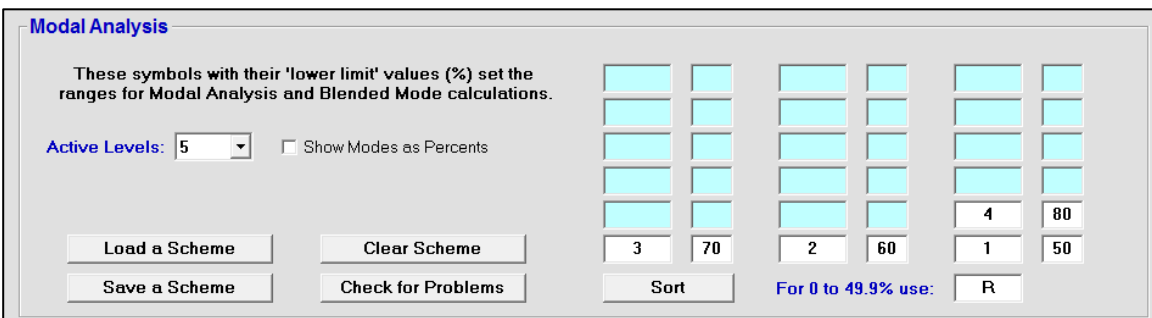 Modal Analysis
These symbols with their 'lower limit' values (%) set the
ranges for Modal Analysis and Blended Mode calculations.
Active Levels: 5 Show Modes as Percents
4 80
Load a Scheme Clear Scheme 3 70 2 60 1 50
Save a Scheme Check for Problems Sort For 0 to 49.9% use: R